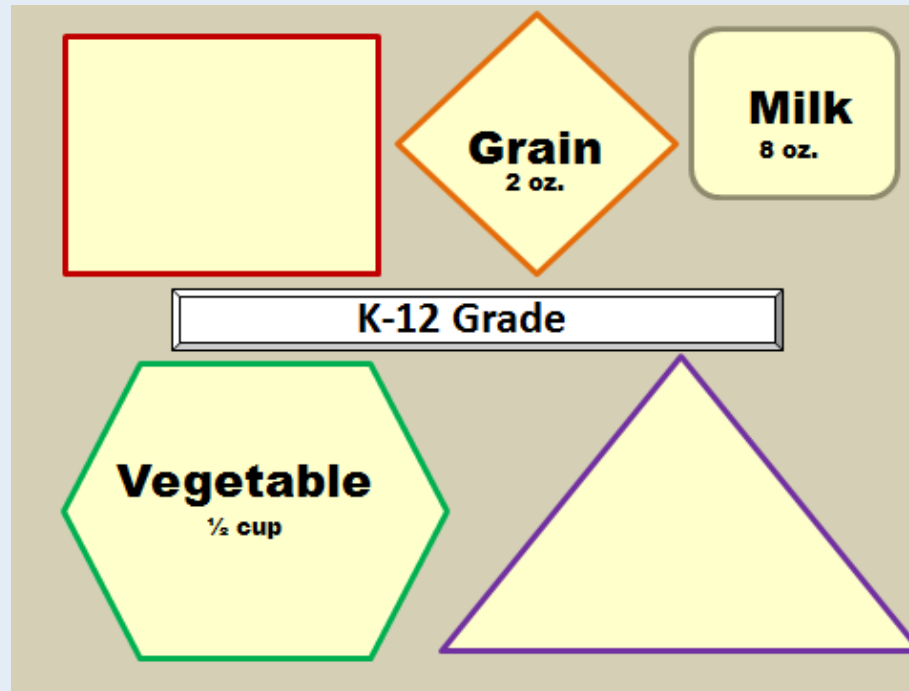 Grain
2 oz.
Milk
8 oz.
K-12 Grade
Vegetable
½ cup